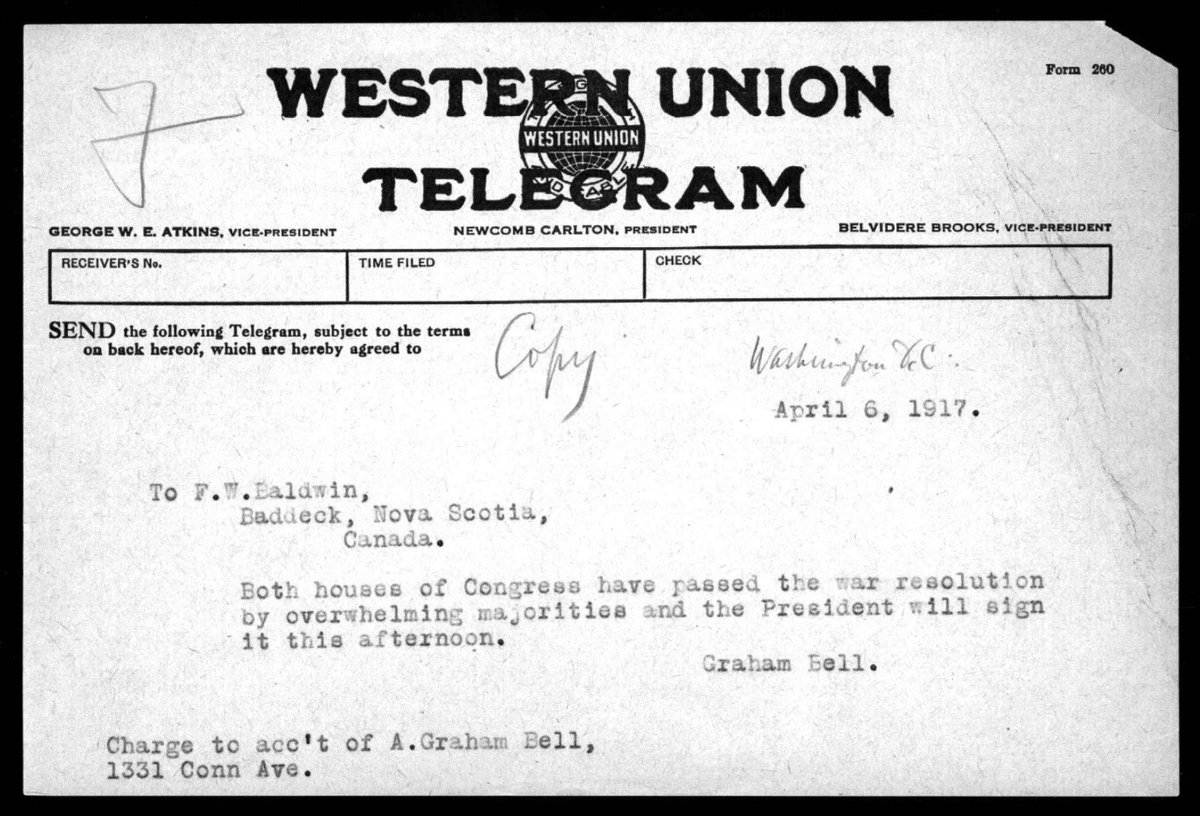 Form 260
7
WESTERN UNION
WESTERN UNION
TELEGRAM
GEORGE W. E. ATKINS, VICE-PRESIDENT NEWCOMB CARLTON, PRESIDENT BELVIDERE BROOKS, VICE-PRESIDENT
RECEIVER'S No. TIME FILED CHECK
SEND the following Telegram, subject to the terms
on back hereof, which are hereby agreed to
Copy
Washington D.C.
April 6, 1917.
To F.W.Baldwin,
Baddeck, Nova Scotia,
Canada.
Both houses of Congress have passed the war resolution
by overwhelming majorities and the President will sign
it this afternoon.
Graham Bell.
Charge to acc't of A.Graham Bell,
1331 Conn Ave.